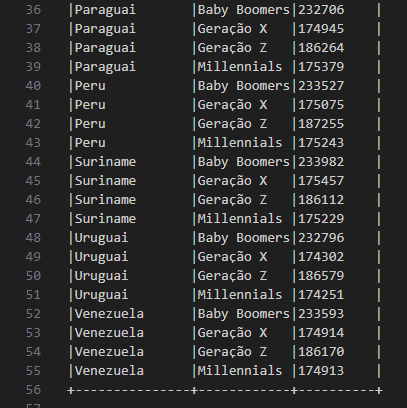 36 |Paraguai       |Baby Boomers|232706    |
37 |Paraguai       |Geração X   |174945    |
38 |Paraguai       |Geração Z   |186264    |
39 |Paraguai       |Millennials |175379    |
40 |Peru           |Baby Boomers|233527    |
41 |Peru           |Geração X   |175075    |
42 |Peru           |Geração Z   |187255    |
43 |Peru           |Millennials |175243    |
44 |Suriname       |Baby Boomers|233982    |
45 |Suriname       |Geração X   |175457    |
46 |Suriname       |Geração Z   |186112    |
47 |Suriname       |Millennials |175229    |
48 |Uruguai        |Baby Boomers|232796    |
49 |Uruguai        |Geração X   |174302    |
50 |Uruguai        |Geração Z   |186579    |
51 |Uruguai        |Millennials |174251    |
52 |Venezuela      |Baby Boomers|233593    |
53 |Venezuela      |Geração X   |174914    |
54 |Venezuela      |Geração Z   |186170    |
55 |Venezuela      |Millennials |174913    |
56 +---------------+------------+----------+